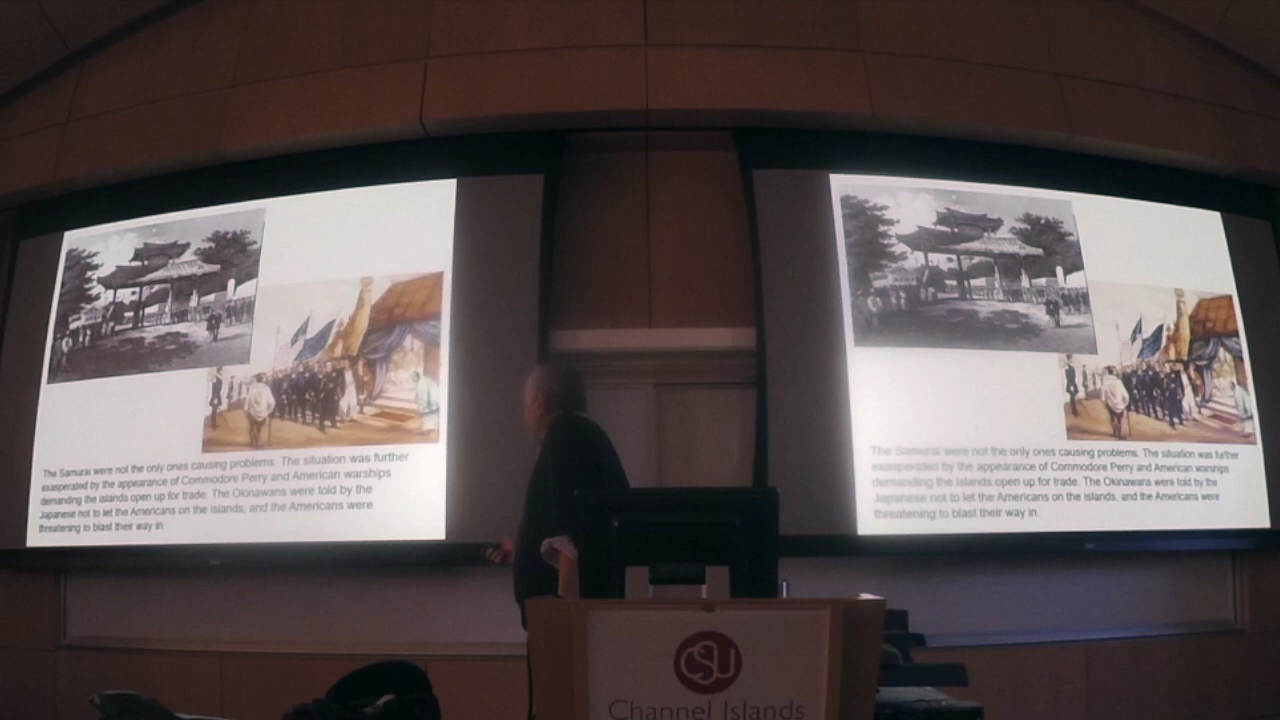 The Samurai were not the only ones causing problems. The situation was further
exasperated by the appearance of Commodore Perry and American warships
demanding the islands open up for trade. The Okinawans were told by the
Japanese not to let the Americans on the islands, and the Americans were
threatening to blast their way in.
The Samurai were not the only ones causing problems. The situation was further
exasperated by the appearance of Commodore Perry and American warships
demanding the islands open up for trade. The Okinawans were told by the
Japanese not to let the Americans on the islands, and the Americans were
threatening to blast their way in.
CSU
Channel Islands